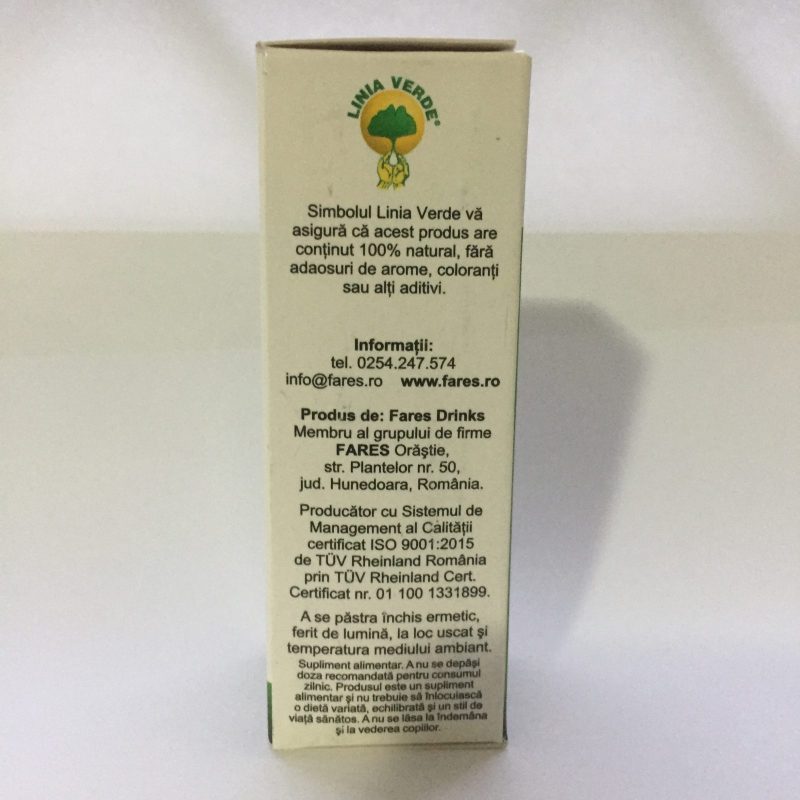 LINIA VERDE®
Simbolul Linia Verde vă
asigură că acest produs are
conținut 100% natural, fără
adaosuri de arome, coloranți
sau alți aditivi.
Informații:
tel. 0254.247.574
info@fares.ro www.fares.ro
Produs de: Fares Drinks
Membru al grupului de firme
FARES Orăştie,
str. Plantelor nr. 50,
jud. Hunedoara, România.
Producător cu Sistemul de
Management al Calității
certificat ISO 9001:2015
de TÜV Rheinland România
prin TÜV Rheinland Cert.
Certificat nr. 01 100 1331899.
A se păstra închis ermetic,
ferit de lumină, la loc uscat şi
temperatura mediului ambiant.
Supliment alimentar. A nu se depăşi
doza recomandată pentru consumul
zilnic. Produsul este un supliment
alimentar şi nu trebuie să înlocuiască
o dietă variată, echilibrată şi un stil de
viață sănătos. A nu se lăsa la îndemâna
şi la vederea copiilor.